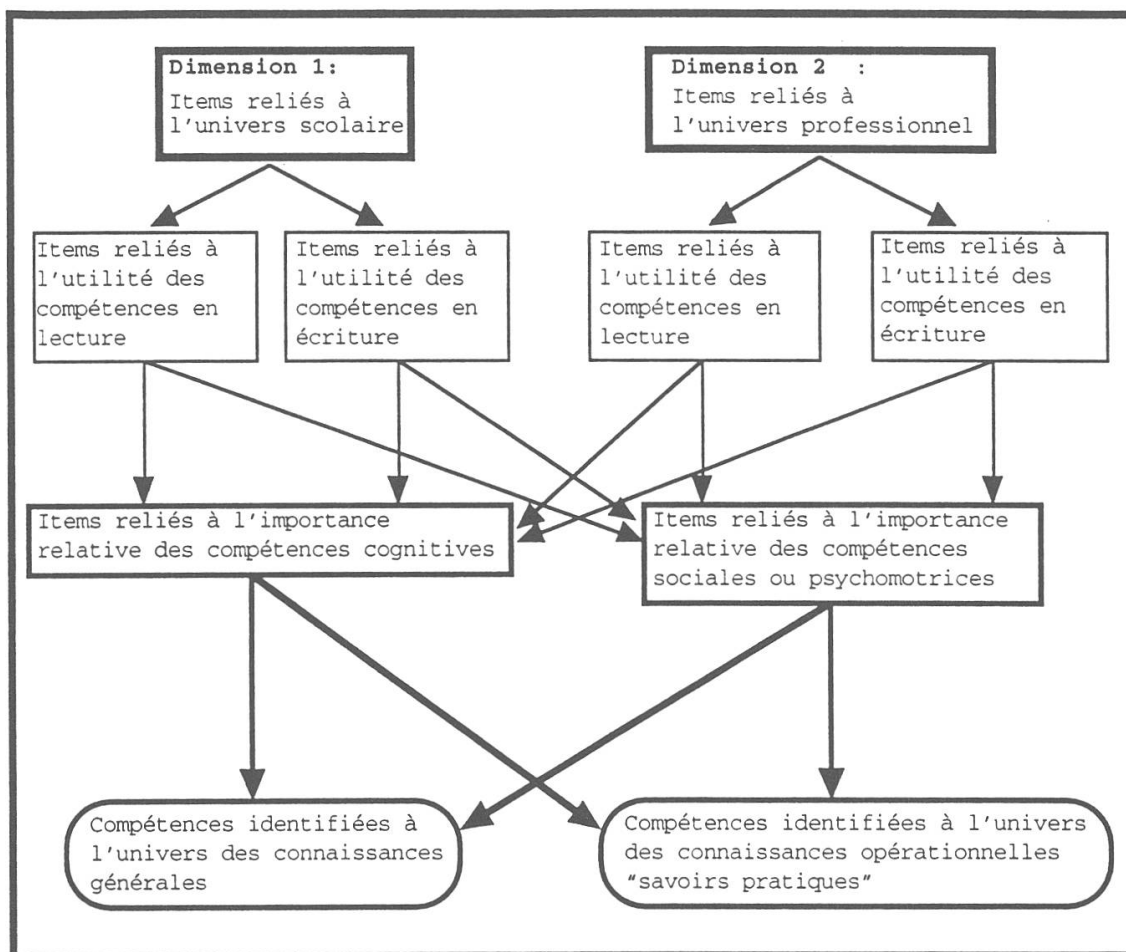 Dimension 1:
Items reliés à
l'univers scolaire
Dimension 2 :
Items reliés à
l'univers professionnel
Items reliés à
l'utilité des
compétences en
lecture
Items reliés à
l'utilité des
compétences en
écriture
Items reliés à
l'utilité des
compétences en
lecture
Items reliés à
l'utilité des
compétences en
écriture
Items reliés à l'importance
relative des compétences cognitives
Items reliés à l'importance
relative des compétences
sociales ou psychomotrices
Compétences identifiées à
l'univers des connaissances
générales
Compétences identifiées à l'univers
des connaissances opérationnelles
"savoirs pratiques"